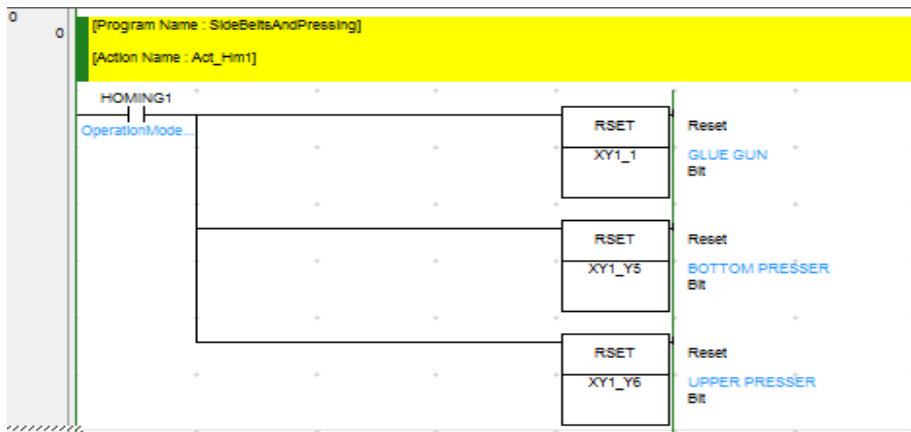 0
0
[Program Name : SideBeltsAndPressing]
[Action Name : Act_Hm1]
HOMING1
OperationMode...
RSET
Reset
XY1_1
GLUE GUN
Bit
RSET
Reset
XY1_Y5
BOTTOM PRESSER
Bit
RSET
Reset
XY1_Y6
UPPER PRESSER
Bit